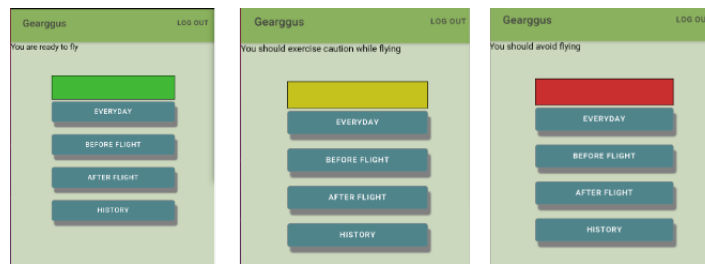 Gearggus LOG OUT
You are ready to fly
EVERYDAY
BEFORE FLIGHT
AFTER FLIGHT
HISTORY
Gearggus LOG OUT
You should exercise caution while flying
EVERYDAY
BEFORE FLIGHT
AFTER FLIGHT
HISTORY
Gearggus LOG OU
You should avoid flying
EVERYDAY
BEFORE FLIGHT
AFTER FLIGHT
HISTORY